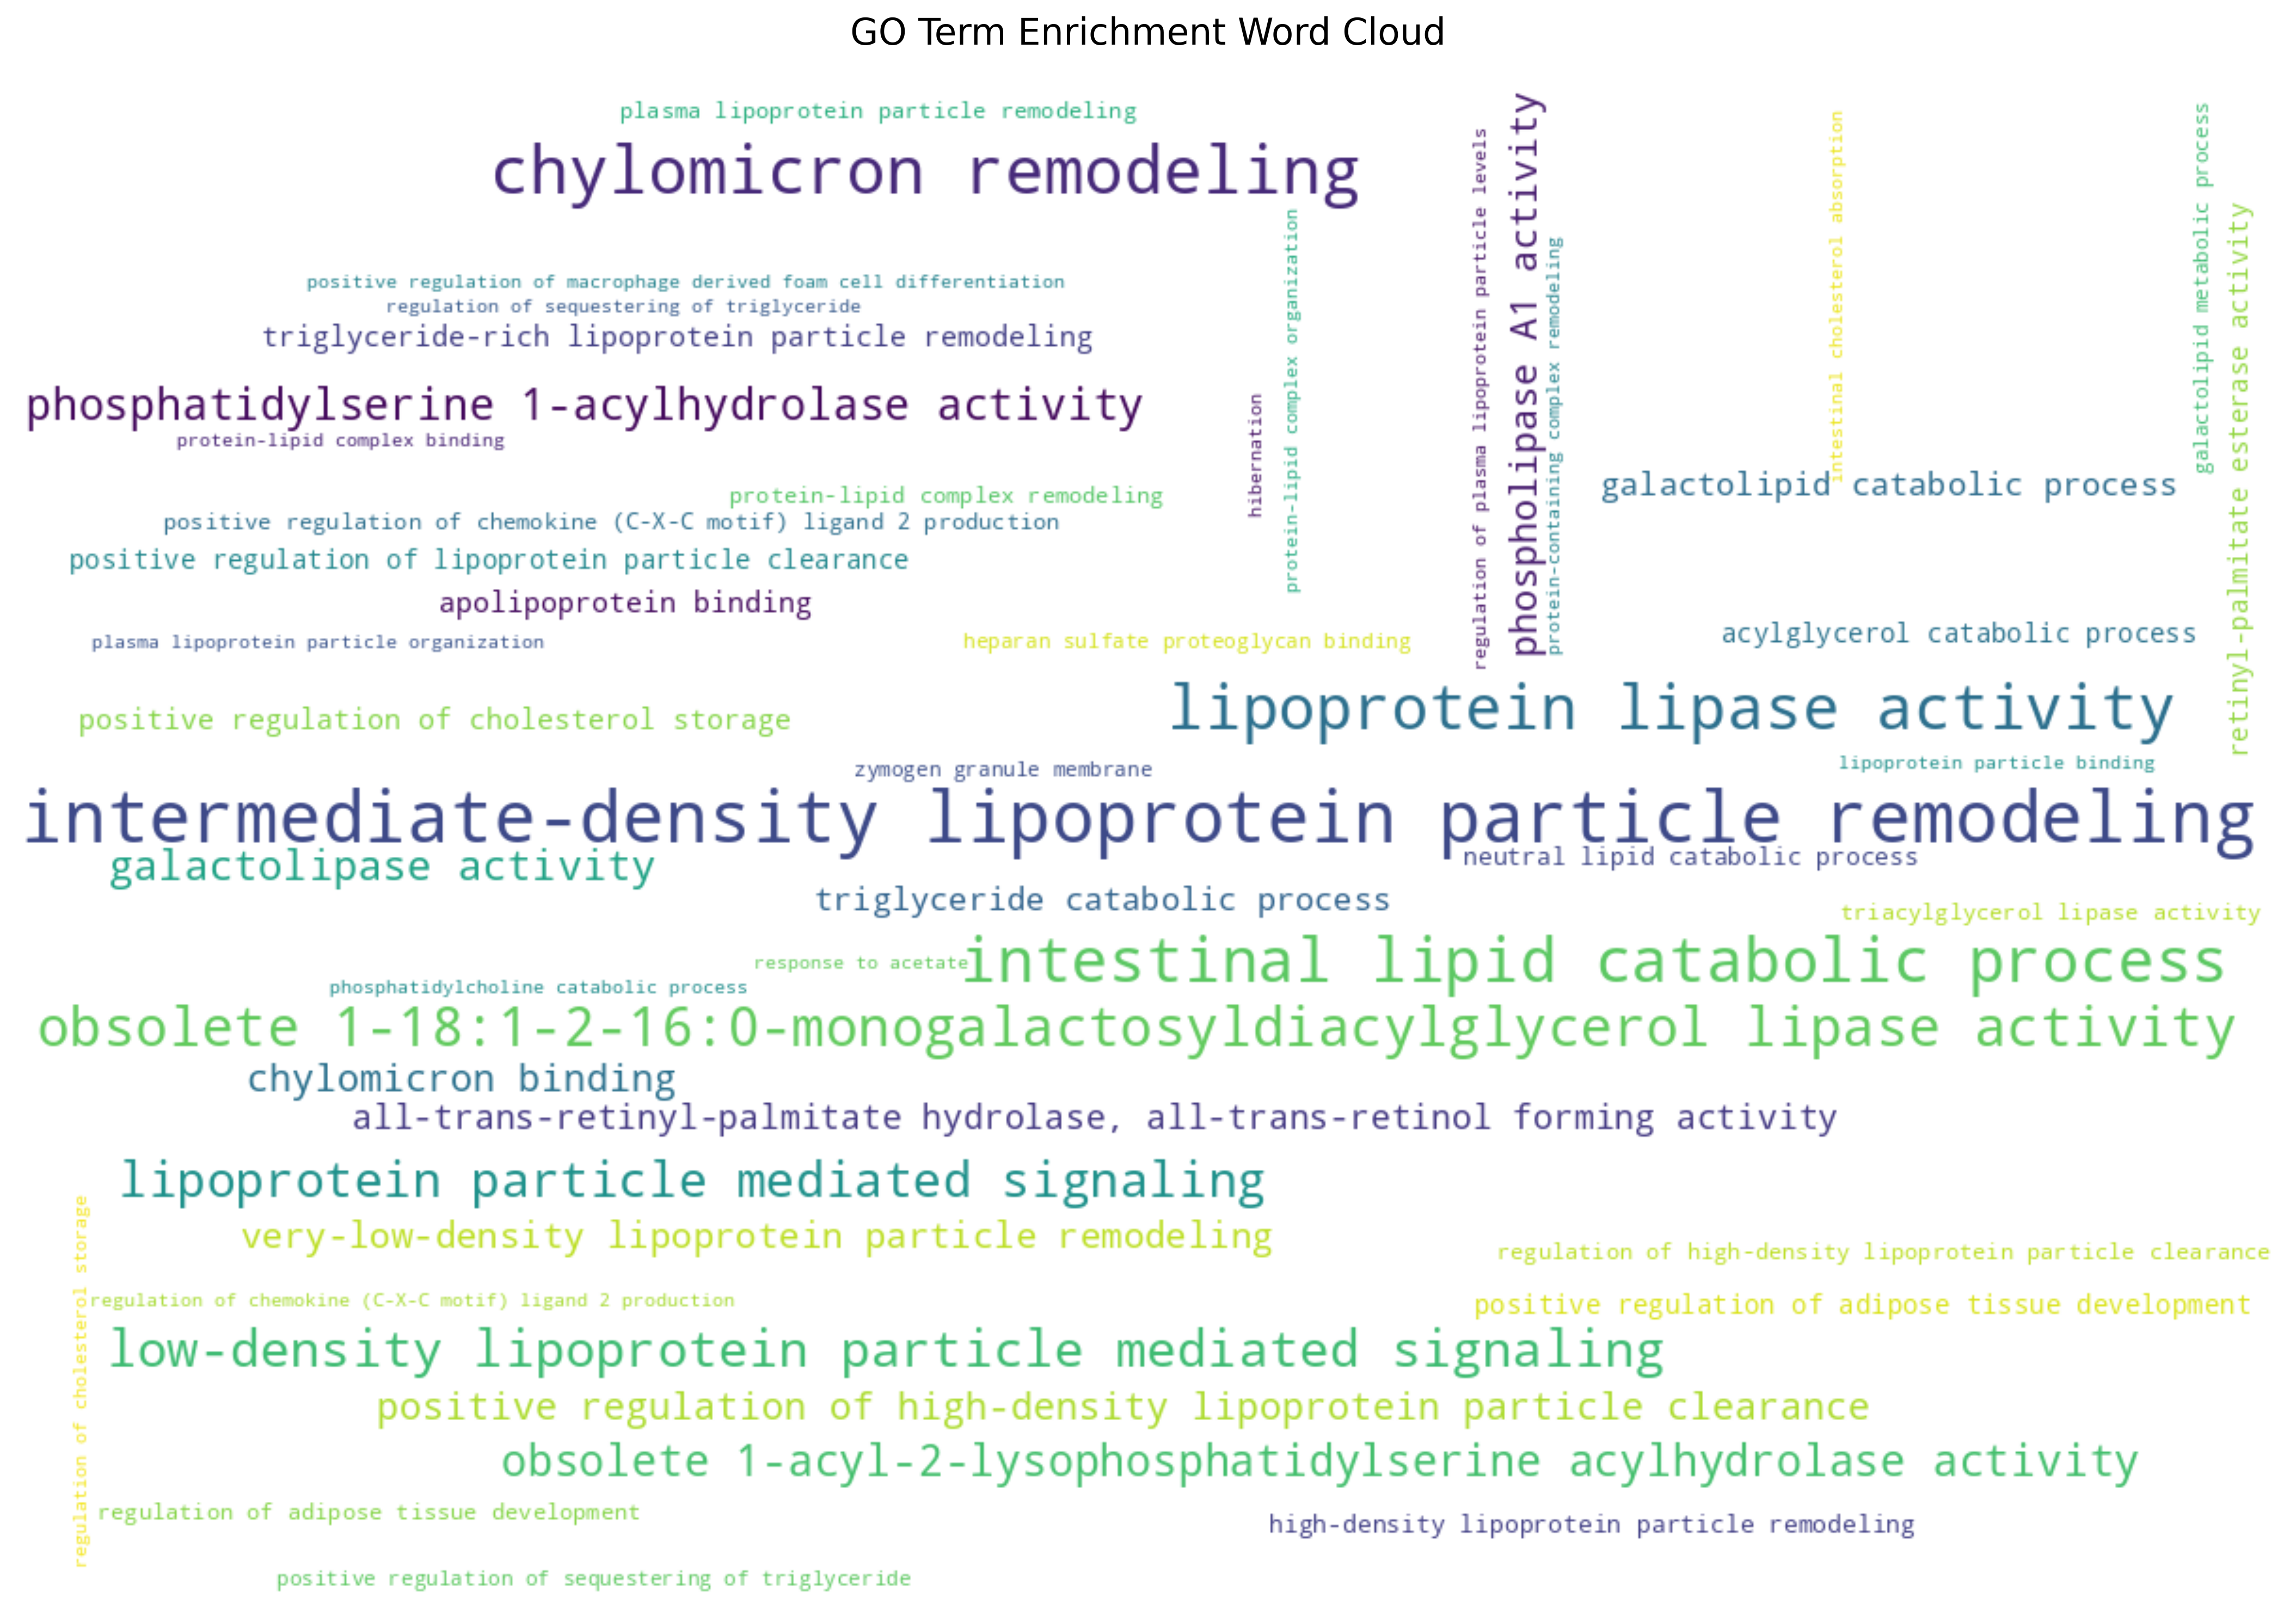 GO Term Enrichment Word Cloud
plasma lipoprotein particle remodeling
chylomicron remodeling
positive regulation of macrophage derived foam cell differentiation
regulation of sequestering of triglyceride
triglyceride-rich lipoprotein particle remodeling
phosphatidylserine 1-acylhydrolase activity
protein-lipid complex binding
hibernation
protein-lipid complex organization
regulation of plasma lipoprotein particle levels
phospholipase A1 activity
protein-containing complex remodeling
intestinal cholesterol absorption
galactolipid metabolic process
retinyl-palmitate esterase activity
galactolipid catabolic process
protein-lipid complex remodeling
positive regulation of chemokine (C-X-C motif) ligand 2 production
positive regulation of lipoprotein particle clearance
apolipoprotein binding
plasma lipoprotein particle organization
heparan sulfate proteoglycan binding
acylglycerol catabolic process
positive regulation of cholesterol storage
lipoprotein lipase activity
zymogen granule membrane
lipoprotein particle binding
intermediate-density lipoprotein particle remodeling
galactolipase activity
neutral lipid catabolic process
triglyceride catabolic process
triacylglycerol lipase activity
response to acetate
intestinal lipid catabolic process
phosphatidylcholine catabolic process
obsolete 1-18:1-2-16:0-monogalactosyldiacylglycerol lipase activity
chylomicron binding
all-trans-retinyl-palmitate hydrolase, all-trans-retinol forming activity
lipoprotein particle mediated signaling
very-low-density lipoprotein particle remodeling
regulation of high-density lipoprotein particle clearance
regulation of cholesterol storage
regulation of chemokine (C-X-C motif) ligand 2 production
positive regulation of adipose tissue development
low-density lipoprotein particle mediated signaling
positive regulation of high-density lipoprotein particle clearance
obsolete 1-acyl-2-lysophosphatidylserine acylhydrolase activity
regulation of adipose tissue development
high-density lipoprotein particle remodeling
positive regulation of sequestering of triglyceride